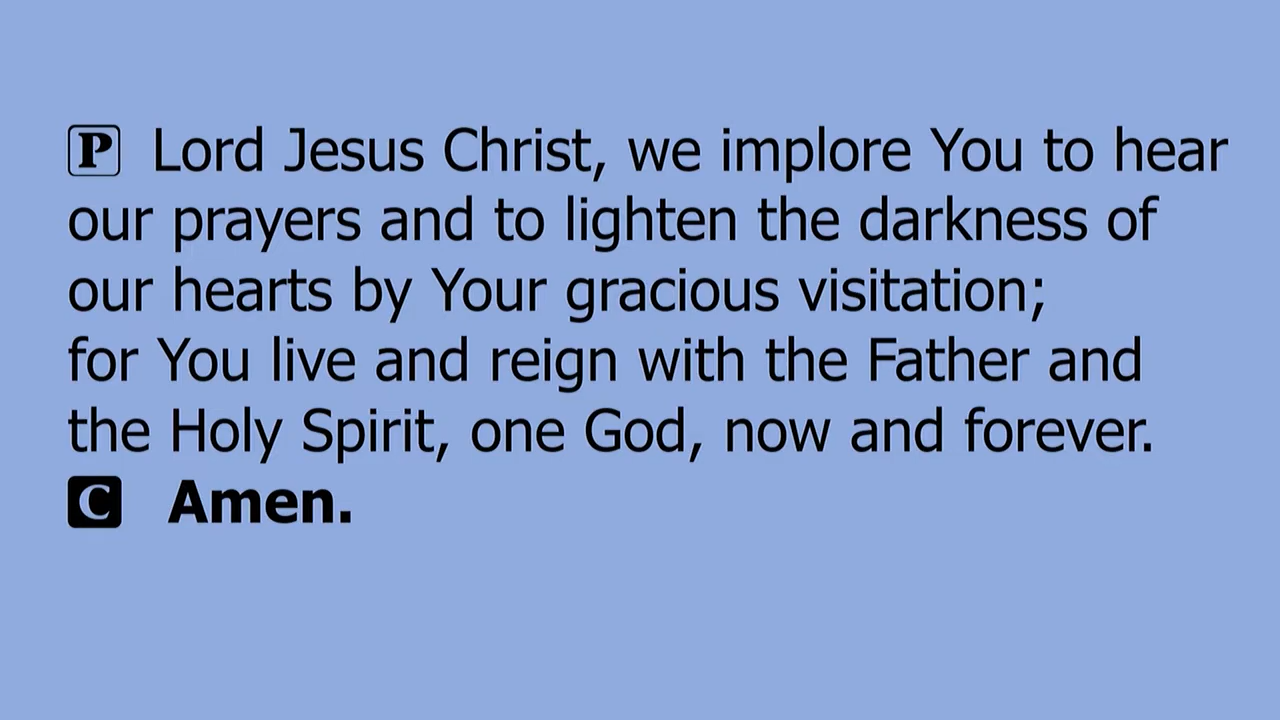 P Lord Jesus Christ, we implore You to hear
our prayers and to lighten the darkness of
our hearts by Your gracious visitation;
for You live and reign with the Father and
the Holy Spirit, one God, now and forever.
C Amen.